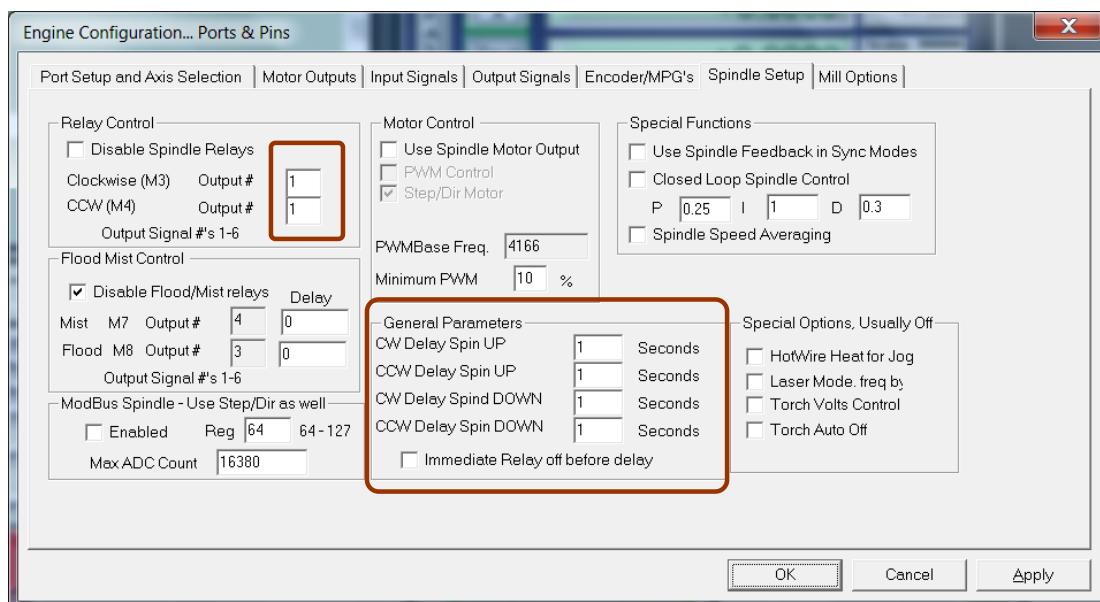 Engine Configuration... Ports & Pins
X
Port Setup and Axis Selection Motor Outputs Input Signals Output Signals Encoder/MPG's Spindle Setup Mill Options
Relay Control
Disable Spindle Relays
Clockwise (M3) Output # 1
CCW (M4) Output # 1
Output Signal #'s 1-6
Flood Mist Control
Disable Flood/Mist relays Delay
Mist M7 Output # 4 0
Flood M8 Output # 3 0
Output Signal #'s 1-6
ModBus Spindle - Use Step/Dir as well
Enabled Reg 64 64 - 127
Max ADC Count 16380
Motor Control
Use Spindle Motor Output
PWM Control
Step/Dir Motor
PWMBase Freq. 4166
Minimum PWM 10 %
General Parameters
CW Delay Spin UP 1 Seconds
CCW Delay Spin UP 1 Seconds
CW Delay Spind DOWN 1 Seconds
CCW Delay Spin DOWN 1 Seconds
Immediate Relay off before delay
Special Functions
Use Spindle Feedback in Sync Modes
Closed Loop Spindle Control
P 0.25 I 1 D 0.3
Spindle Speed Averaging
Special Options, Usually Off
HotWire Heat for Jog
Laser Mode. freq by
Torch Volts Control
Torch Auto Off
OK Cancel Apply